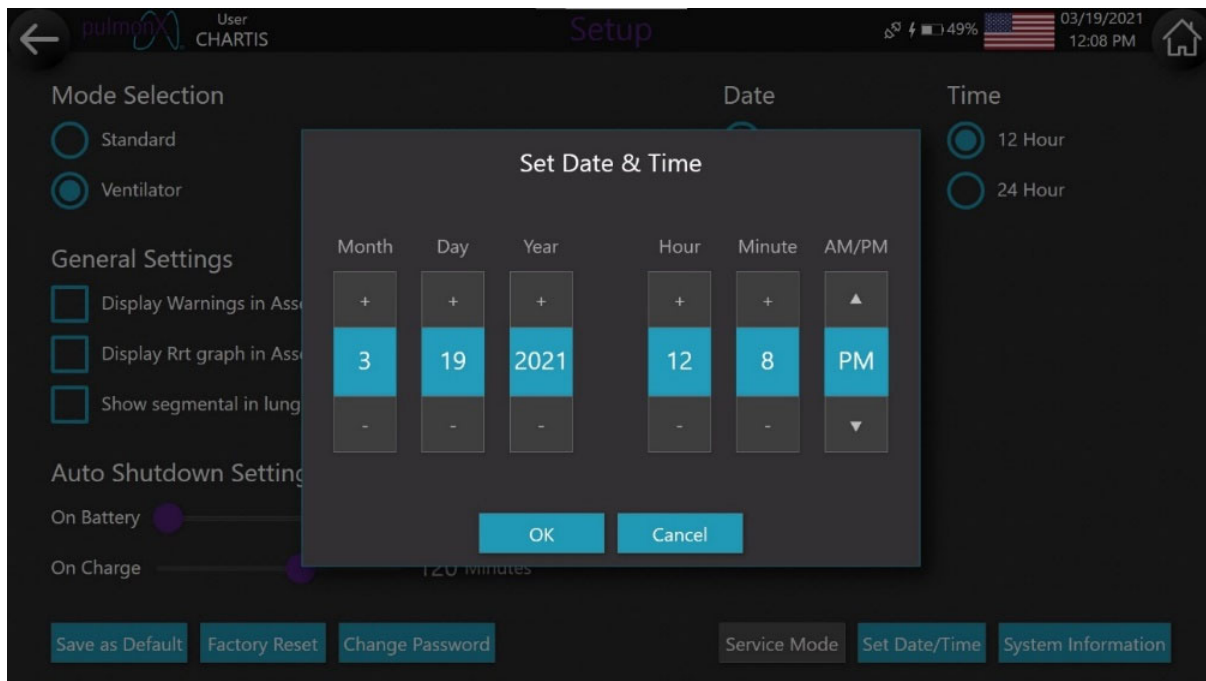 pulmonx
User
CHARTIS
Setup
49%
03/19/2021
12:08 PM
Mode Selection
Standard
Ventilator
Date
Time
12 Hour
24 Hour
General Settings
Display Warnings in
Display Rrt graph in
Show segmental in lung
Auto Shutdown
On Battery
On Charge
120 Minutes
Set Date & Time
Month Day Year Hour Minute AM/PM
+ + + + + ▲
3 19 2021 12 8 PM
- - - - - ▼
OK Cancel
Save as Default Factory Reset Change Password Service Mode Set Date/Time System Information